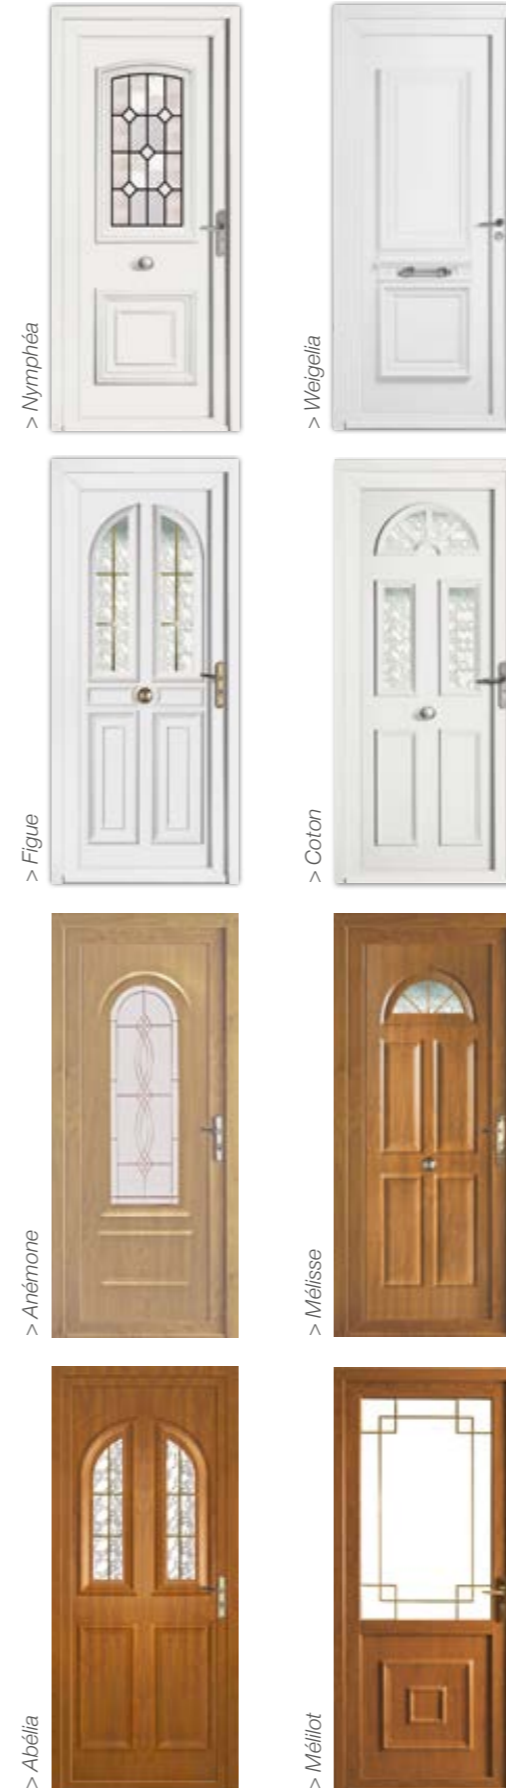 > Nymphéa
> Weigelia
> Figue
> Coton
> Anémone
> Mélisse
> Abélia
> Mélilot